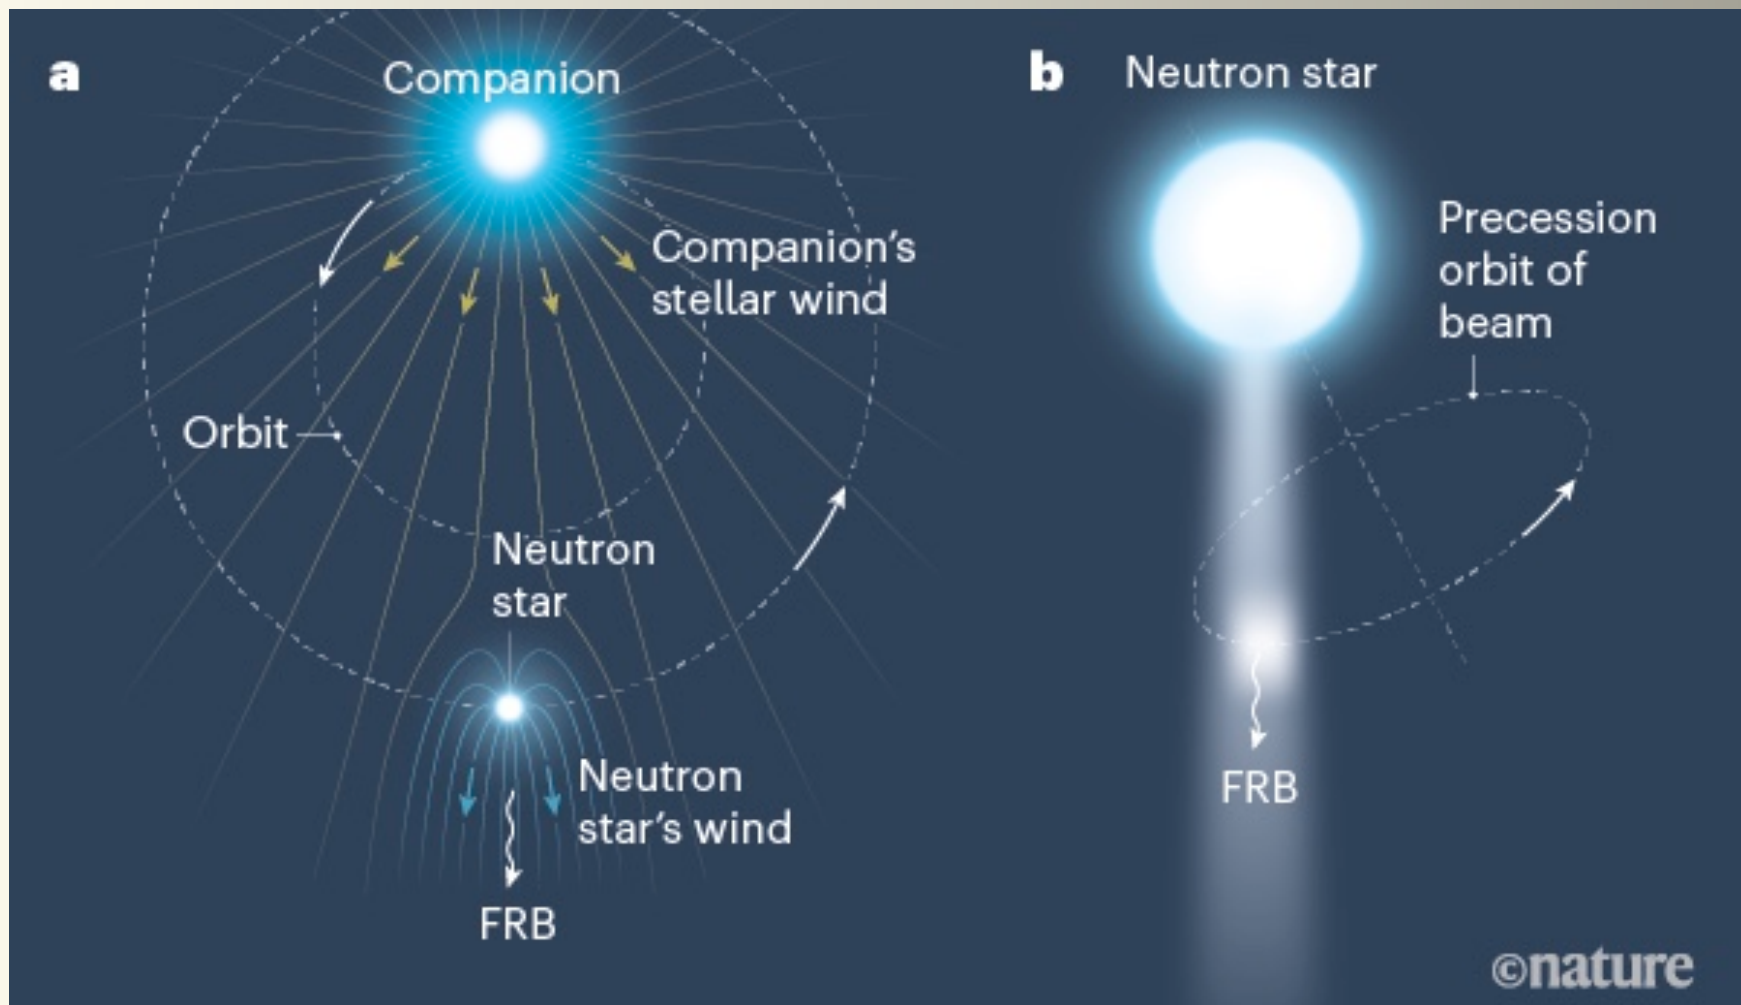 a
Companion
Companion's
stellar wind
Orbit
Neutron
star
Neutron
star's wind
FRB
b
Neutron star
Precession
orbit of
beam
FRB
©nature